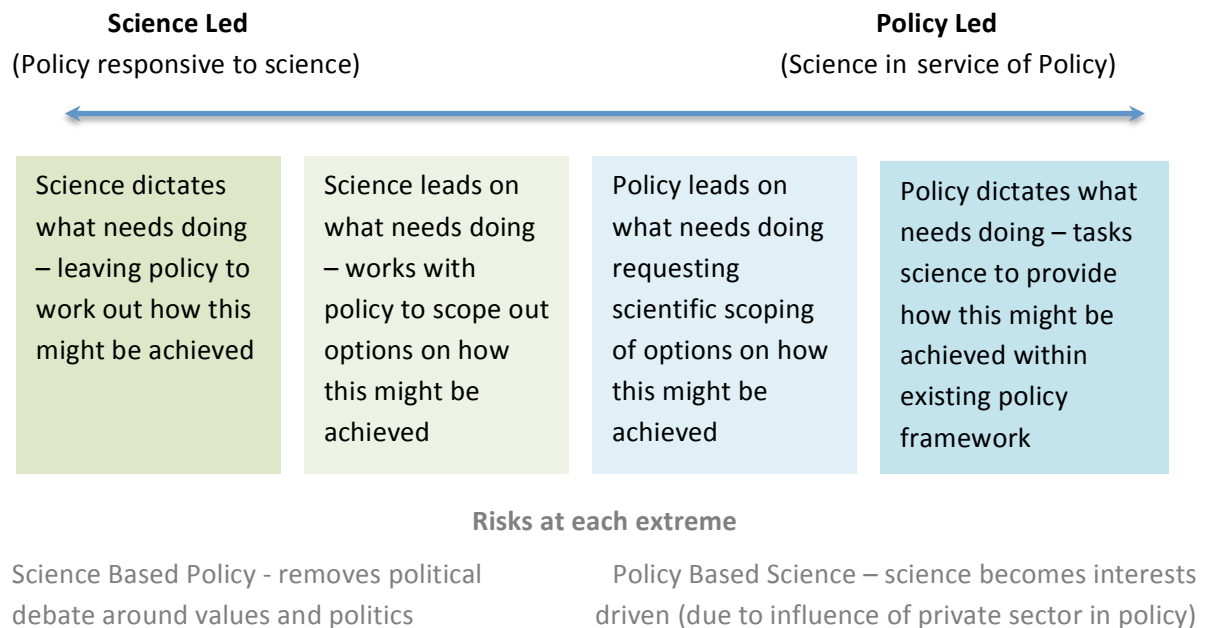 Science Led
(Policy responsive to science)
Policy Led
(Science in service of Policy)
Science dictates
what needs doing
– leaving policy to
work out how this
might be achieved
Science leads on
what needs doing
– works with
policy to scope out
options on how
this might be
achieved
Policy leads on
what needs doing
requesting
scientific scoping
of options on how
this might be
achieved
Policy dictates what
needs doing – tasks
science to provide
how this might be
achieved within
existing policy
framework
Risks at each extreme
Science Based Policy - removes political
debate around values and politics
Policy Based Science – science becomes interests
driven (due to influence of private sector in policy)